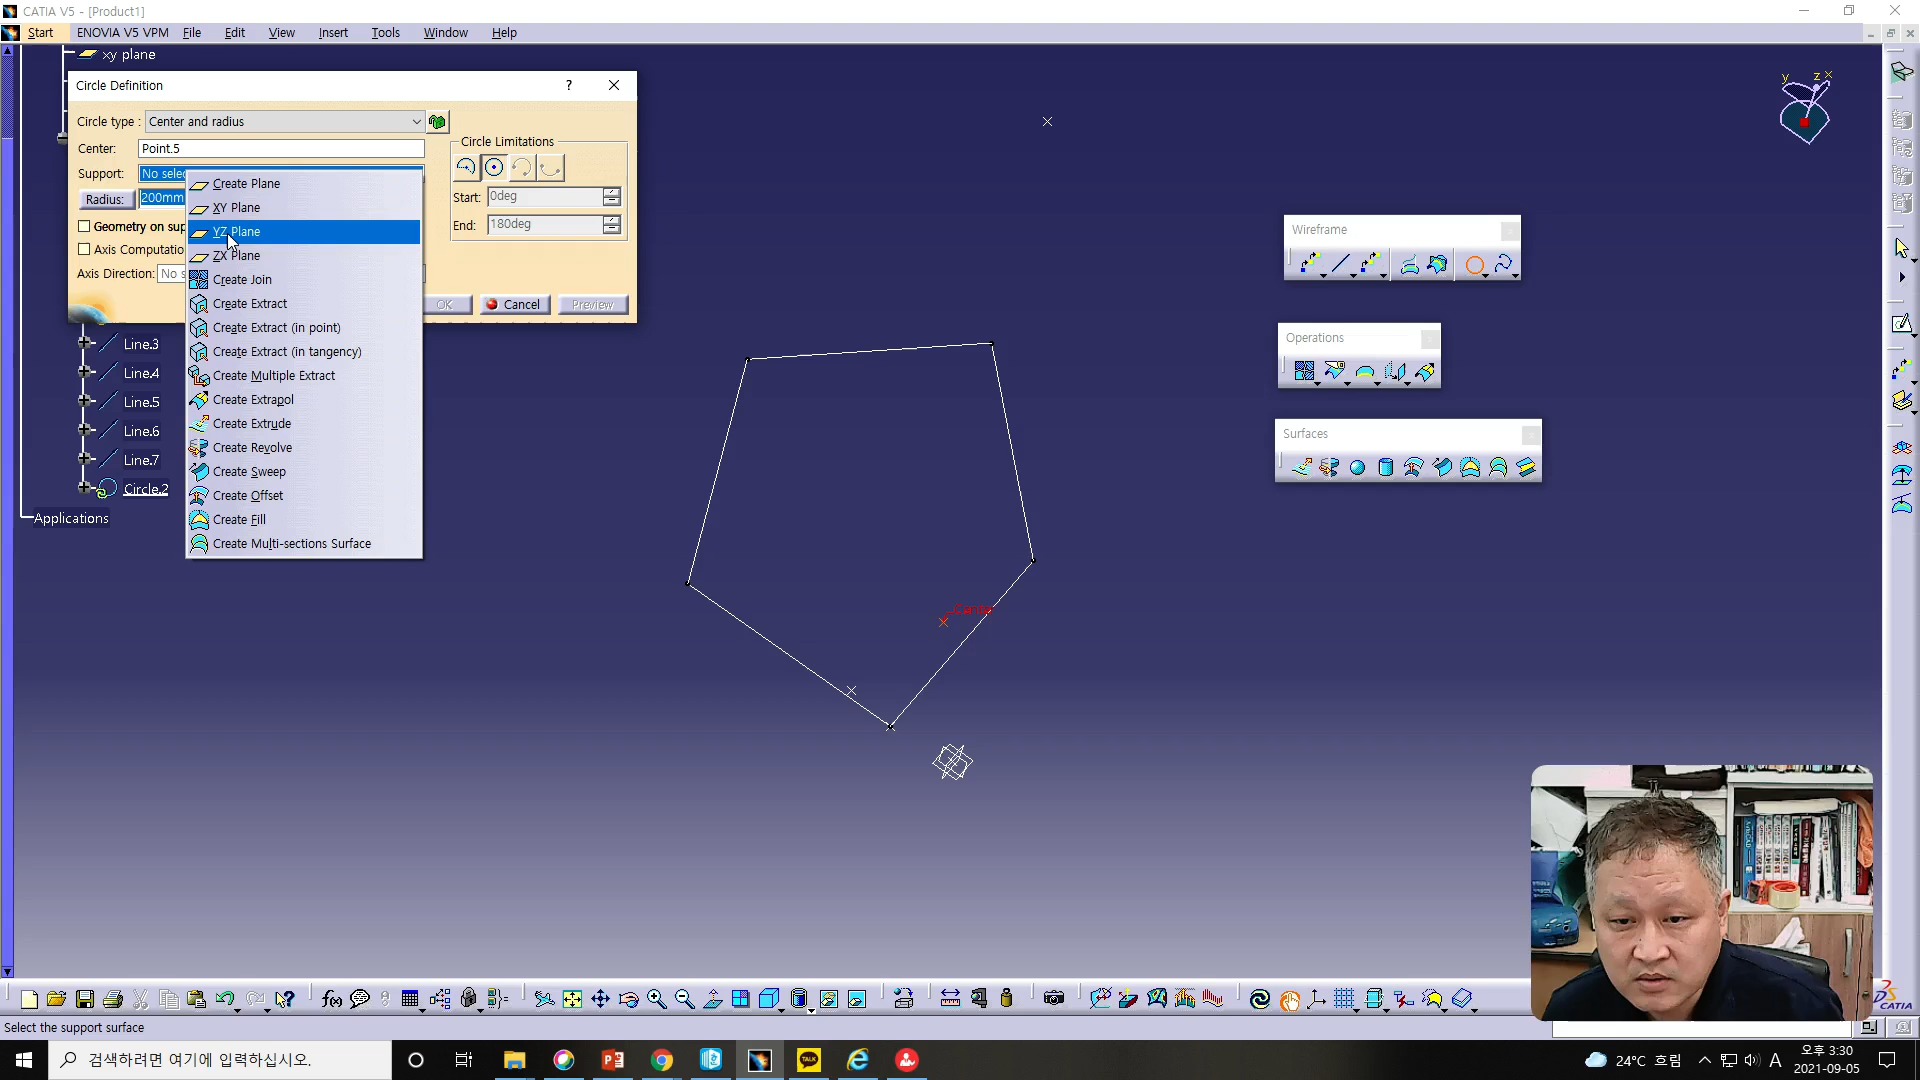 CATIA V5 - [Product1]
Start ENOVIA V5 VPM File Edit View Insert Tools Window Help
xy plane
Circle Definition ? 
Circle type : Center and radius
Circle Limitations
Center: Point.5
Support: No selec
Radius: 200mm
Start: 0deg
End: 180deg
Geometry on sup
Axis Computatio
Axis Direction: No s
OK Cancel Preview
Create Plane
XY Plane
YZ Plane
ZX Plane
Create Join
Create Extract
Create Extract (in point)
Create Extract (in tangency)
Create Multiple Extract
Create Extrapol
Create Extrude
Create Revolve
Create Sweep
Create Offset
Create Fill
Create Multi-sections Surface
Line.3
Line.4
Line.5
Line.6
Line.7
Circle.2
Applications
y z x
Wireframe
Operations
Surfaces
Center
CATIA
Select the support surface
검색하려면 여기에 입력하십시오.
TALK
24°C 흐림
A
오후 3:30
2021-09-05